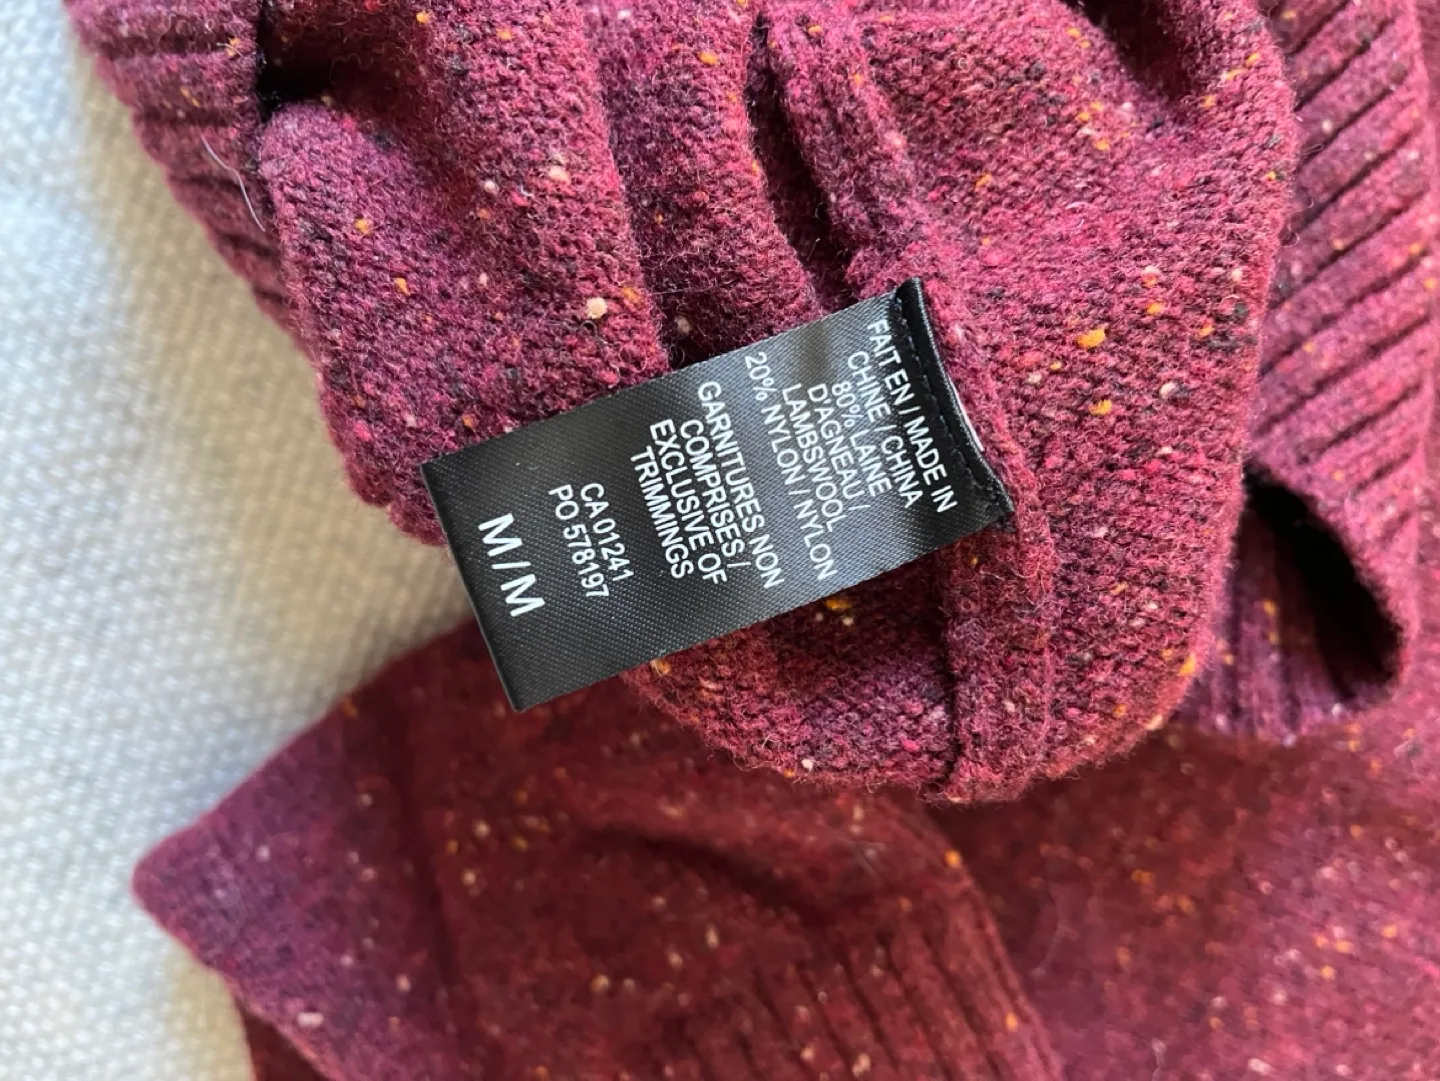 FAIT EN / MADE IN
CHINE / CHINA
80% LAINE
D'AGNEAU /
LAMBSWOOL
20% NYLON / NYLON
GARNITURES NON
COMPRISES /
EXCLUSIVE OF
TRIMMINGS
CA 01241
PO 578197
M / M